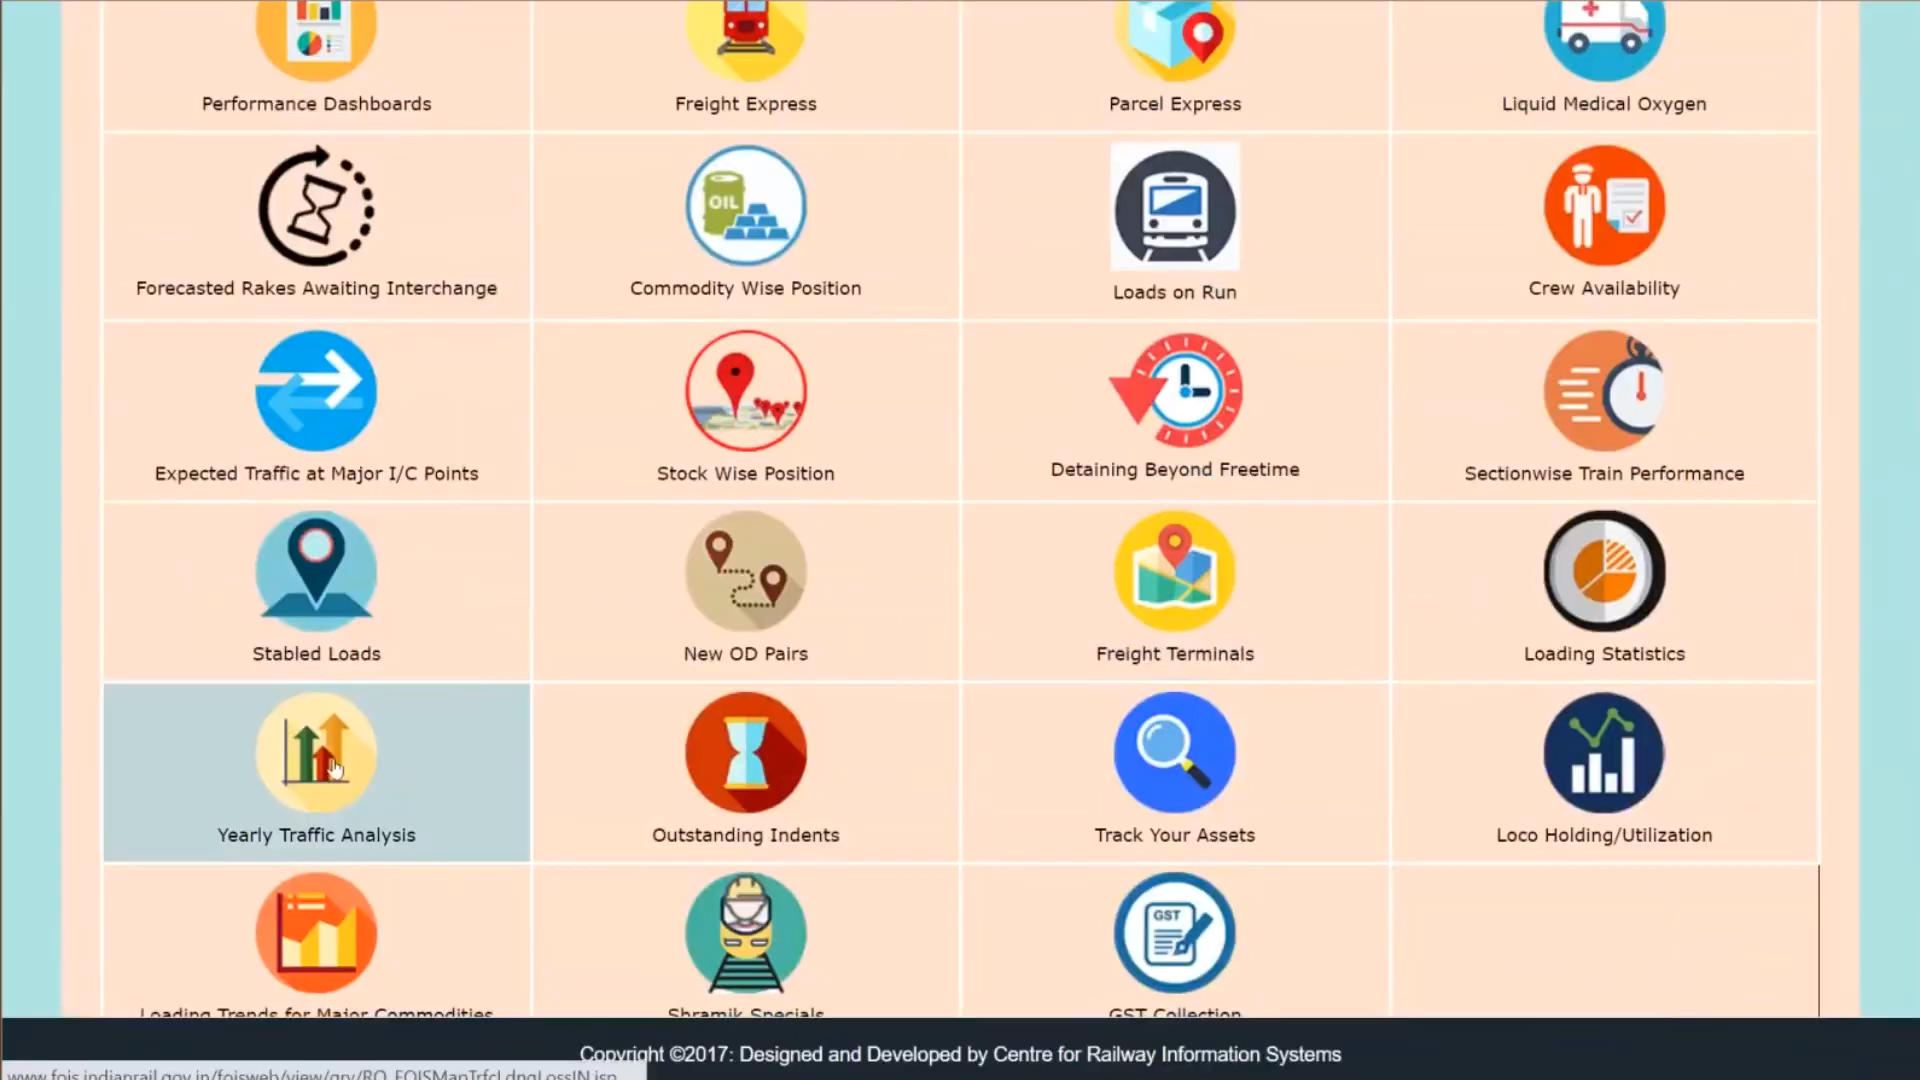 Performance Dashboards
Freight Express
Parcel Express
Liquid Medical Oxygen
OIL
Forecasted Rakes Awaiting Interchange
Commodity Wise Position
Loads on Run
Crew Availability
Expected Traffic at Major I/C Points
Stock Wise Position
Detaining Beyond Freetime
Sectionwise Train Performance
Stabled Loads
New OD Pairs
Freight Terminals
Loading Statistics
Yearly Traffic Analysis
Outstanding Indents
Track Your Assets
Loco Holding/Utilization
GST
Loading Trends for Major Commodities
Shramik Specials
GST Collection
Copyright ©2017: Designed and Developed by Centre for Railway Information Systems